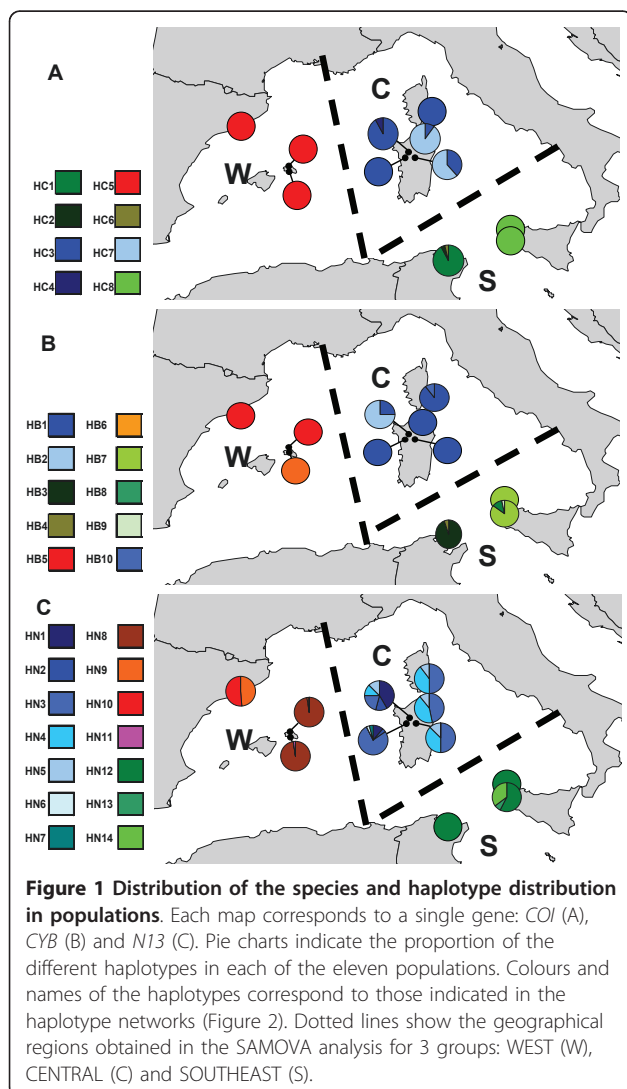 A
C
W
S
HC1 HC5
HC2 HC6
HC3 HC7
HC4 HC8
B
C
W
S
HB1 HB6
HB2 HB7
HB3 HB8
HB4 HB9
HB5 HB10
C
C
W
S
HN1 HN8
HN2 HN9
HN3 HN10
HN4 HN11
HN5 HN12
HN6 HN13
HN7 HN14
Figure 1 Distribution of the species and haplotype distribution
in populations. Each map corresponds to a single gene: COI (A),
CYB (B) and N13 (C). Pie charts indicate the proportion of the
different haplotypes in each of the eleven populations. Colours and
names of the haplotypes correspond to those indicated in the
haplotype networks (Figure 2). Dotted lines show the geographical
regions obtained in the SAMOVA analysis for 3 groups: WEST (W),
CENTRAL (C) and SOUTHEAST (S).